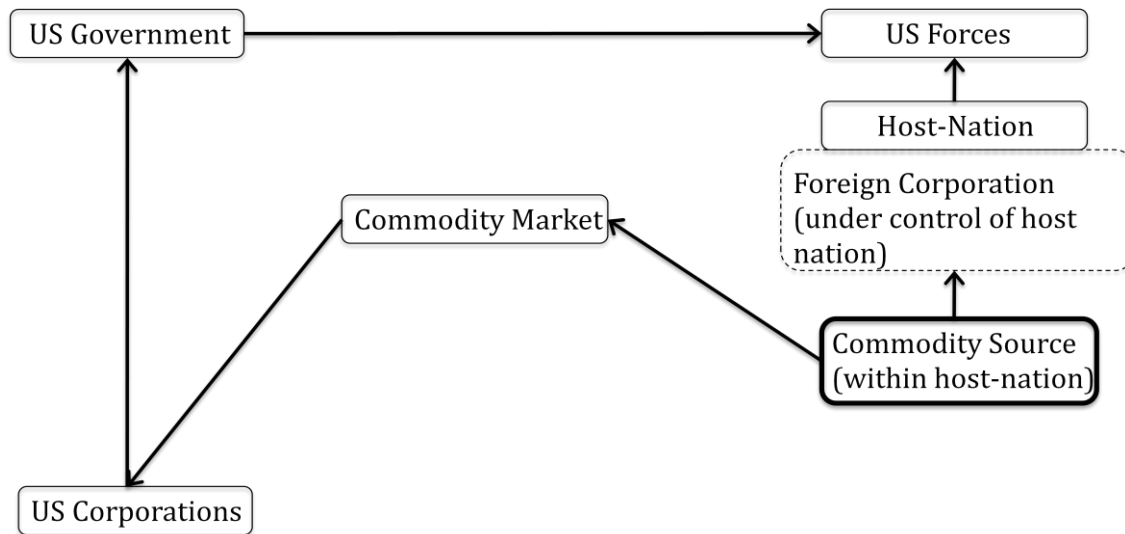 US Government
US Forces
Host-Nation
Foreign Corporation
(under control of host
nation)
Commodity Market
Commodity Source
(within host-nation)
US Corporations